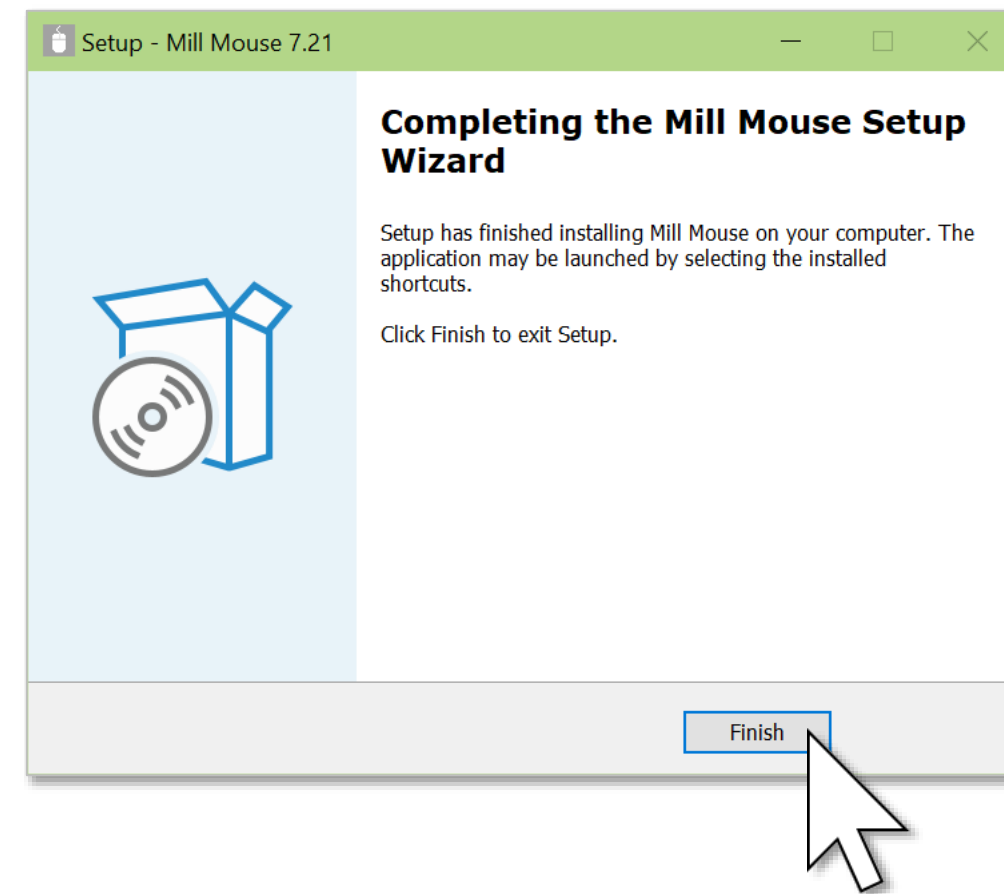 Setup - Mill Mouse 7.21
Completing the Mill Mouse Setup
Wizard
Setup has finished installing Mill Mouse on your computer. The
application may be launched by selecting the installed
shortcuts.
Click Finish to exit Setup.
Finish